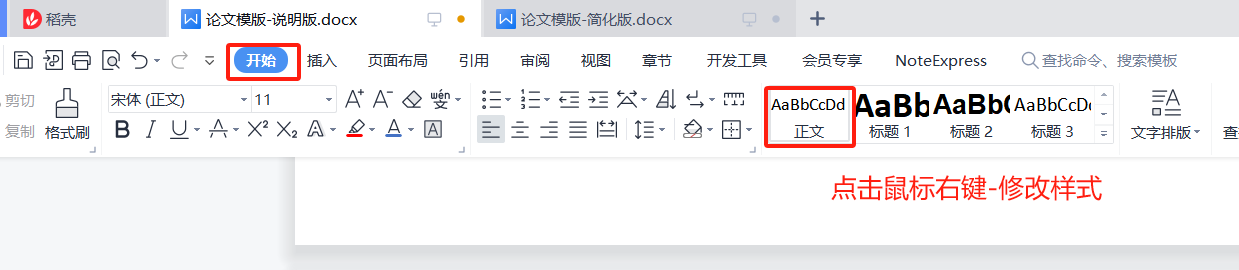 稻壳
论文模版-说明版.docx
论文模版-简化版.docx
开始 插入 页面布局 引用 审阅 视图 章节 开发工具 会员专享 NoteExpress 查找命令、搜索模板
剪切
复制
格式刷
宋体 (正文) 11
A+ A- wén
B I U A X² X₂ A A A
AaBbCcDd AaBb AaBb( AaBbCcD
正文 标题 1 标题 2 标题 3
文字排版
点击鼠标右键-修改样式